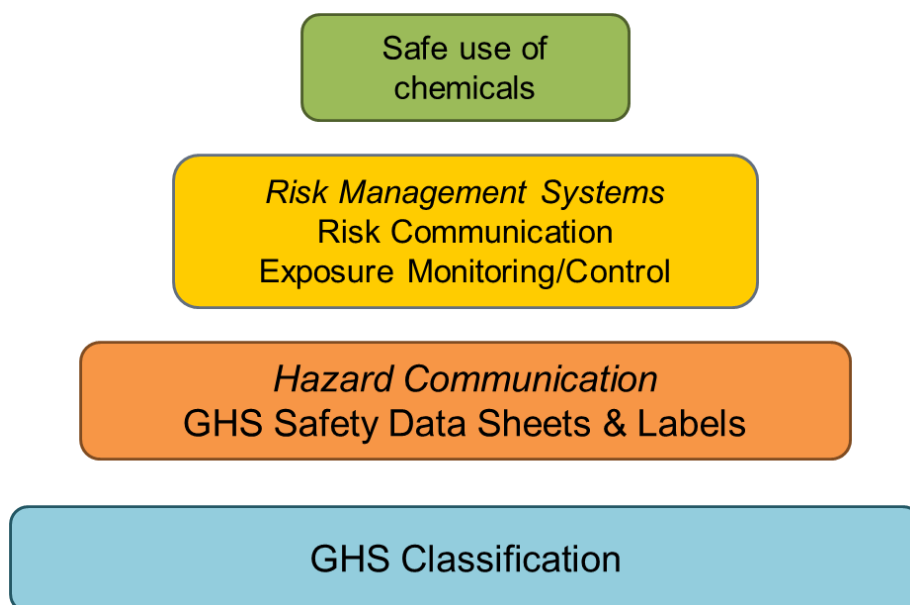 Safe use of
chemicals
Risk Management Systems
Risk Communication
Exposure Monitoring/Control
Hazard Communication
GHS Safety Data Sheets & Labels
GHS Classification